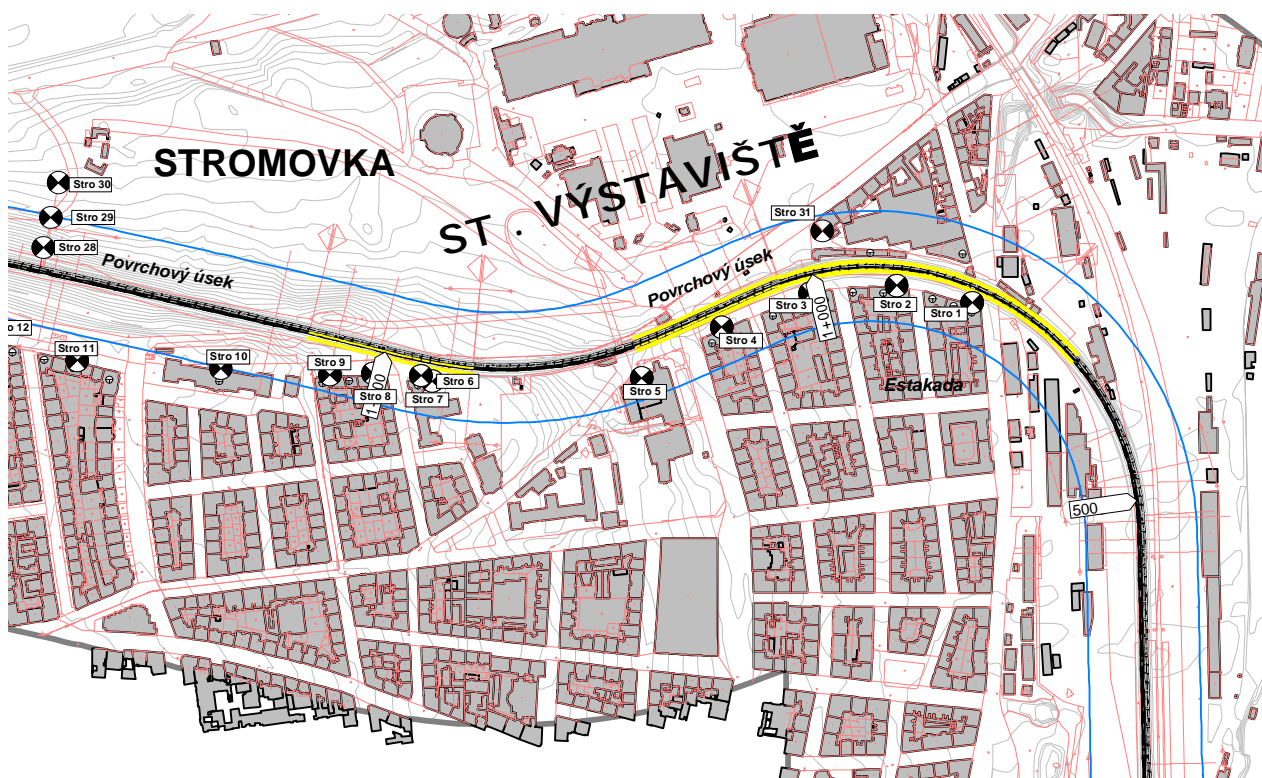 STROMOVKA
ST . VÝSTAVIŠTĚ
Stro 30
Stro 29
Stro 28
Stro 31
Povrchový úsek
Povrchový úsek
Stro 3
Stro 2
Stro 1
1+000
Stro 4
o 12
Stro 11
Stro 10
Stro 9
Stro 8
Stro 7
Stro 6
Stro 5
Estakada
500